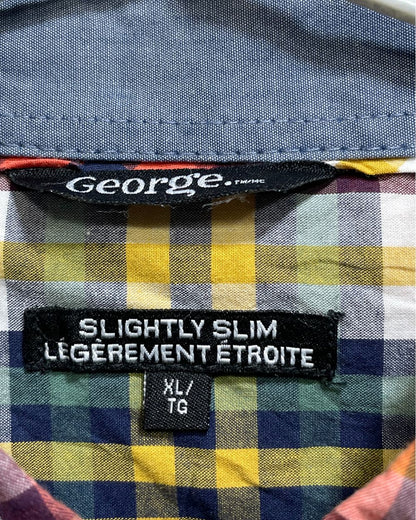 George.™/MC
SLIGHTLY SLIM
LÉGÈREMENT ÉTROITE
XL/
TG